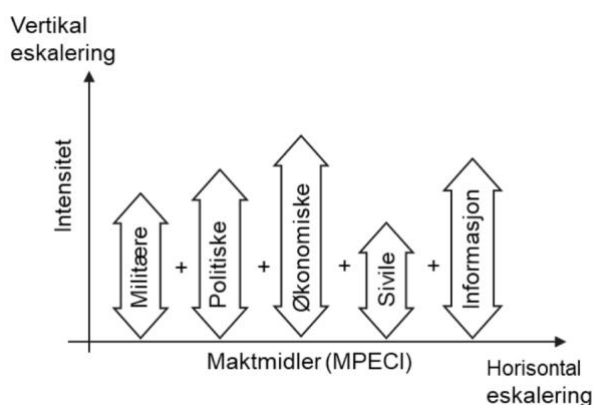 Vertikal
eskalering
Intensitet
Militære
+
Politiske
+
Økonomiske
+
Sivile
+
Informasjon
Maktmidler (MPECI)
Horisontal
eskalering